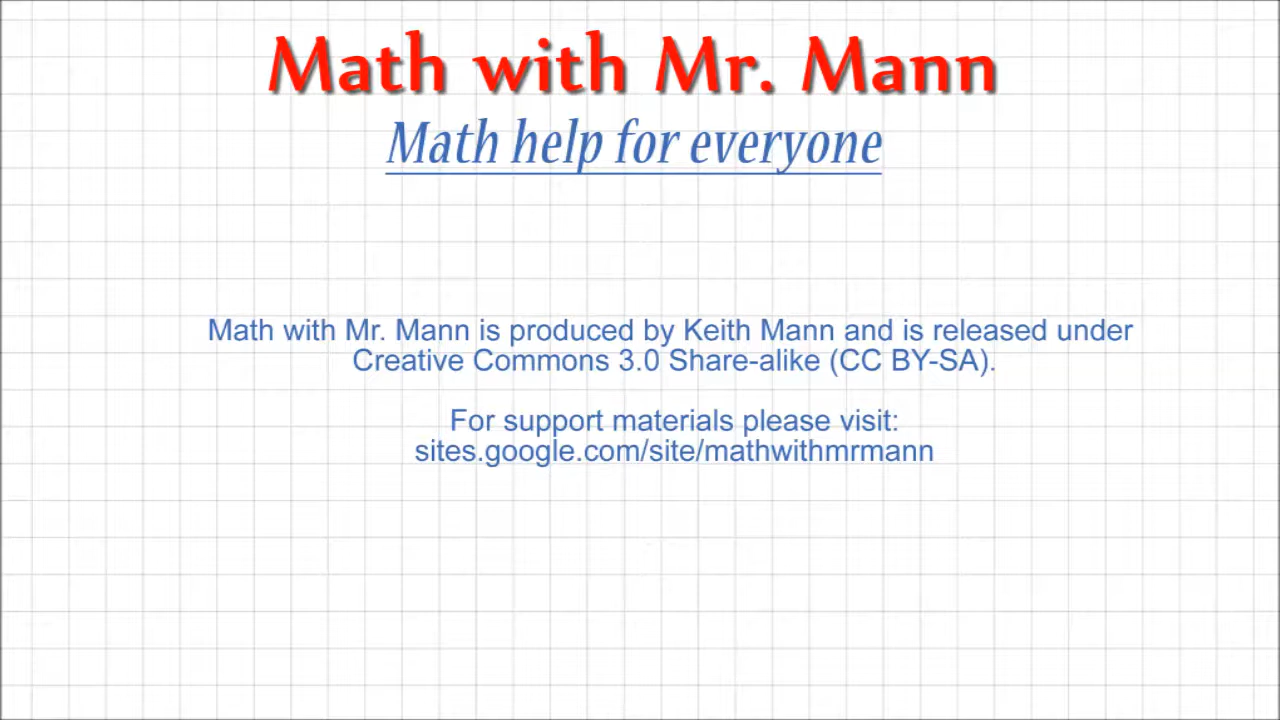 Math with Mr. Mann
Math help for everyone
Math with Mr. Mann is produced by Keith Mann and is released under
Creative Commons 3.0 Share-alike (CC BY-SA).
For support materials please visit:
sites.google.com/site/mathwithmrmann